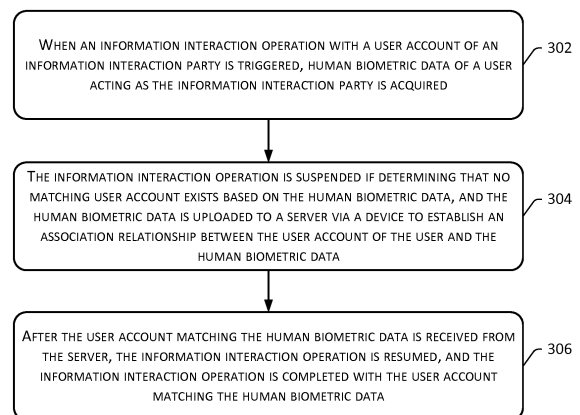 WHEN AN INFORMATION INTERACTION OPERATION WITH A USER ACCOUNT OF AN
INFORMATION INTERACTION PARTY IS TRIGGERED, HUMAN BIOMETRIC DATA OF A USER
ACTING AS THE INFORMATION INTERACTION PARTY IS ACQUIRED
302
THE INFORMATION INTERACTION OPERATION IS SUSPENDED IF DETERMINING THAT NO
MATCHING USER ACCOUNT EXISTS BASED ON THE HUMAN BIOMETRIC DATA, AND THE
HUMAN BIOMETRIC DATA IS UPLOADED TO A SERVER VIA A DEVICE TO ESTABLISH AN
ASSOCIATION RELATIONSHIP BETWEEN THE USER ACCOUNT OF THE USER AND THE
HUMAN BIOMETRIC DATA
304
AFTER THE USER ACCOUNT MATCHING THE HUMAN BIOMETRIC DATA IS RECEIVED FROM
THE SERVER, THE INFORMATION INTERACTION OPERATION IS RESUMED, AND THE
INFORMATION INTERACTION OPERATION IS COMPLETED WITH THE USER ACCOUNT
MATCHING THE HUMAN BIOMETRIC DATA
306